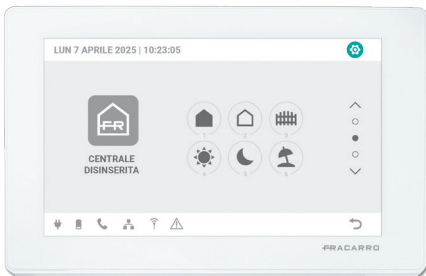 LUN 7 APRILE 2025 | 10:23:05
FR
CENTRALE
DISINSERITA
1
2
3
4
5
6
FRACARRO